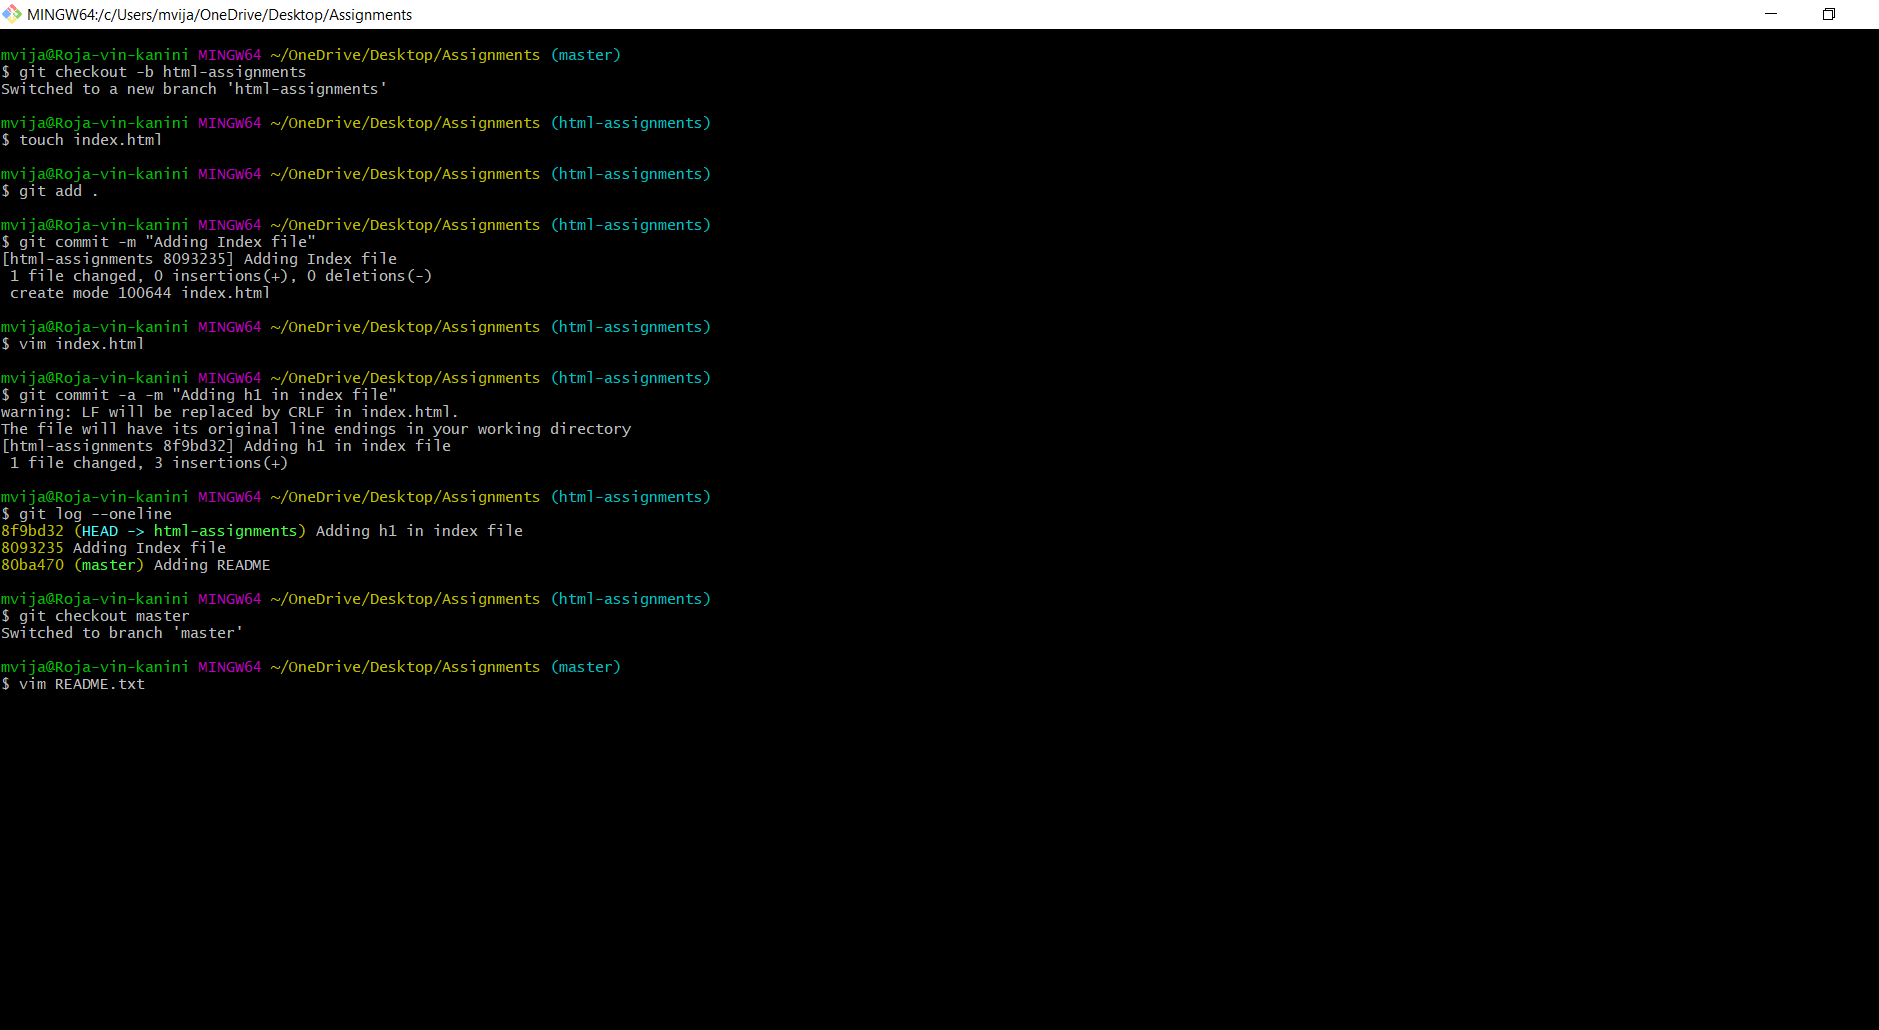 MINGW64:/c/Users/mvija/OneDrive/Desktop/Assignments
mvija@Roja-vin-kanini MINGW64 ~/OneDrive/Desktop/Assignments (master)
$ git checkout -b html-assignments
Switched to a new branch 'html-assignments'
mvija@Roja-vin-kanini MINGW64 ~/OneDrive/Desktop/Assignments (html-assignments)
$ touch index.html
mvija@Roja-vin-kanini MINGW64 ~/OneDrive/Desktop/Assignments (html-assignments)
$ git add .
mvija@Roja-vin-kanini MINGW64 ~/OneDrive/Desktop/Assignments (html-assignments)
$ git commit -m "Adding Index file"
[html-assignments 8093235] Adding Index file
 1 file changed, 0 insertions(+), 0 deletions(-)
 create mode 100644 index.html
mvija@Roja-vin-kanini MINGW64 ~/OneDrive/Desktop/Assignments (html-assignments)
$ vim index.html
mvija@Roja-vin-kanini MINGW64 ~/OneDrive/Desktop/Assignments (html-assignments)
$ git commit -a -m "Adding h1 in index file"
warning: LF will be replaced by CRLF in index.html.
The file will have its original line endings in your working directory
[html-assignments 8f9bd32] Adding h1 in index file
 1 file changed, 3 insertions(+)
mvija@Roja-vin-kanini MINGW64 ~/OneDrive/Desktop/Assignments (html-assignments)
$ git log --oneline
8f9bd32 (HEAD -> html-assignments) Adding h1 in index file
8093235 Adding Index file
80ba470 (master) Adding README
mvija@Roja-vin-kanini MINGW64 ~/OneDrive/Desktop/Assignments (html-assignments)
$ git checkout master
Switched to branch 'master'
mvija@Roja-vin-kanini MINGW64 ~/OneDrive/Desktop/Assignments (master)
$ vim README.txt